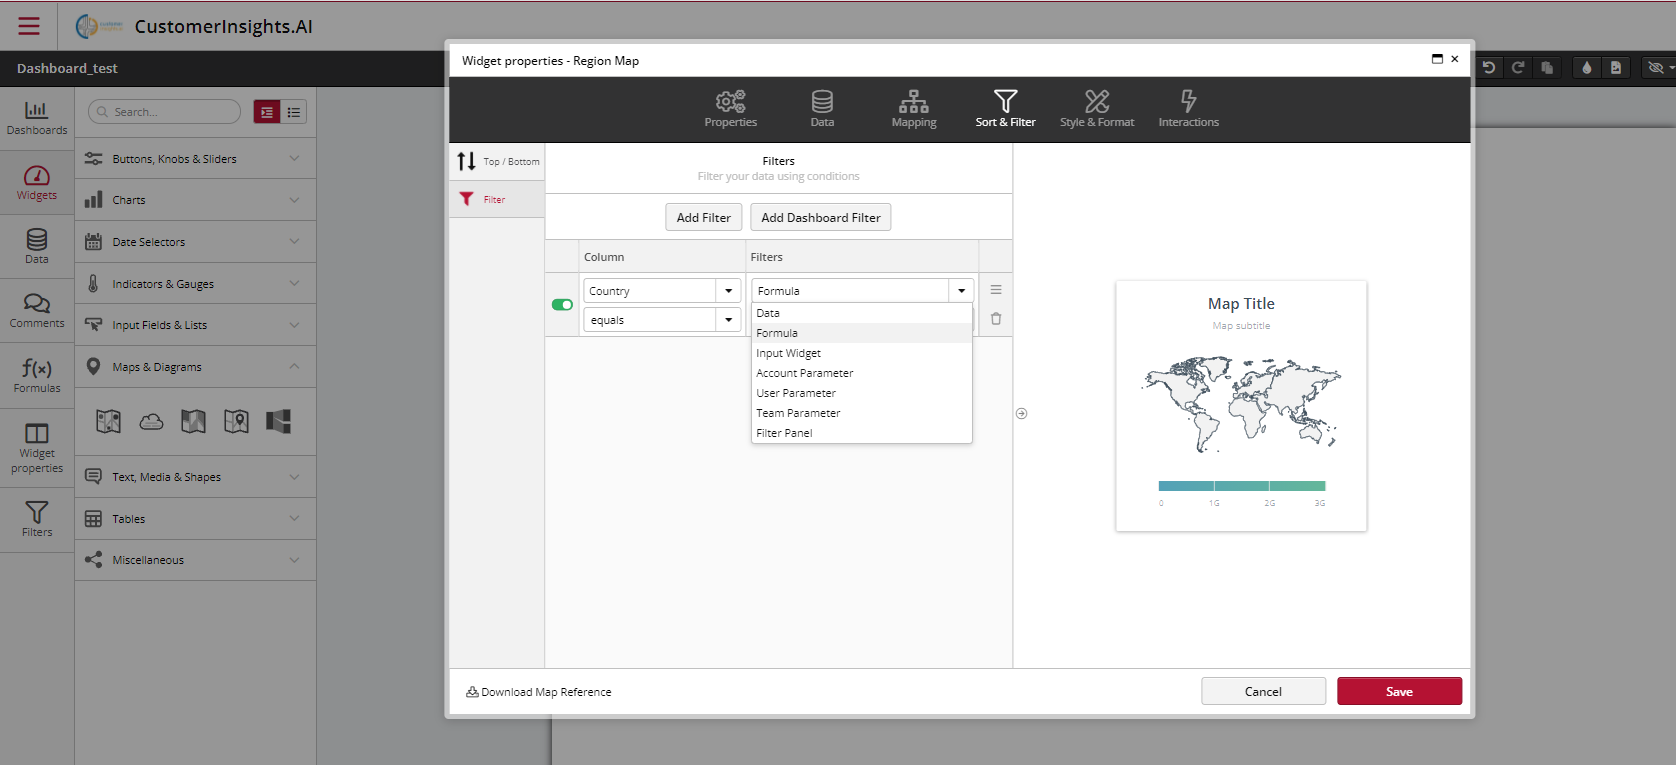 CustomerInsights.AI
Dashboard_test
Dashboards
Widgets
Data
Comments
f(x)
Formulas
Widget
properties
Filters
Search...
Buttons, Knobs & Sliders
Charts
Date Selectors
Indicators & Gauges
Input Fields & Lists
Maps & Diagrams
Text, Media & Shapes
Tables
Miscellaneous
Widget properties - Region Map
Properties
Data
Mapping
Sort & Filter
Style & Format
Interactions
Top / Bottom
Filter
Filters
Filter your data using conditions
Add Filter
Add Dashboard Filter
Column
Filters
Country
Formula
equals
Data
Formula
Input Widget
Account Parameter
User Parameter
Team Parameter
Filter Panel
Map Title
Map subtitle
0
1G
2G
3G
Download Map Reference
Cancel
Save